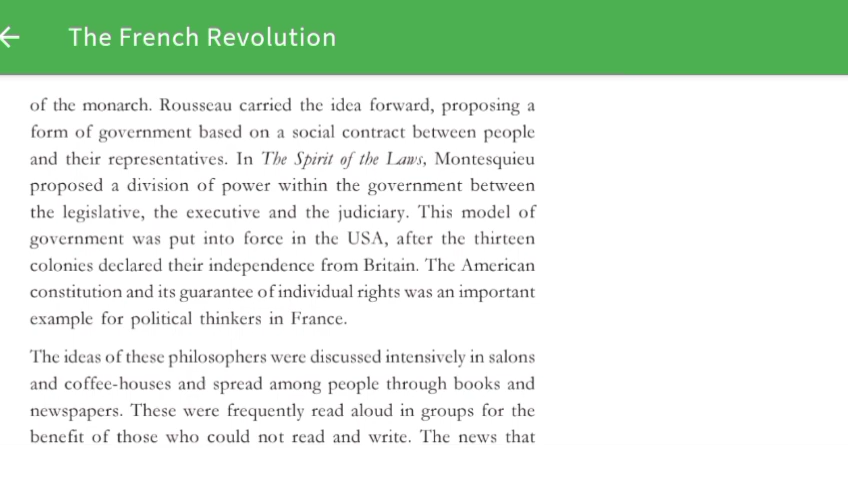 The French Revolution
of the monarch. Rousseau carried the idea forward, proposing a
form of government based on a social contract between people
and their representatives. In The Spirit of the Laws, Montesquieu
proposed a division of power within the government between
the legislative, the executive and the judiciary. This model of
government was put into force in the USA, after the thirteen
colonies declared their independence from Britain. The American
constitution and its guarantee of individual rights was an important
example for political thinkers in France.
The ideas of these philosophers were discussed intensively in salons
and coffee-houses and spread among people through books and
newspapers. These were frequently read aloud in groups for the
benefit of those who could not read and write. The news that